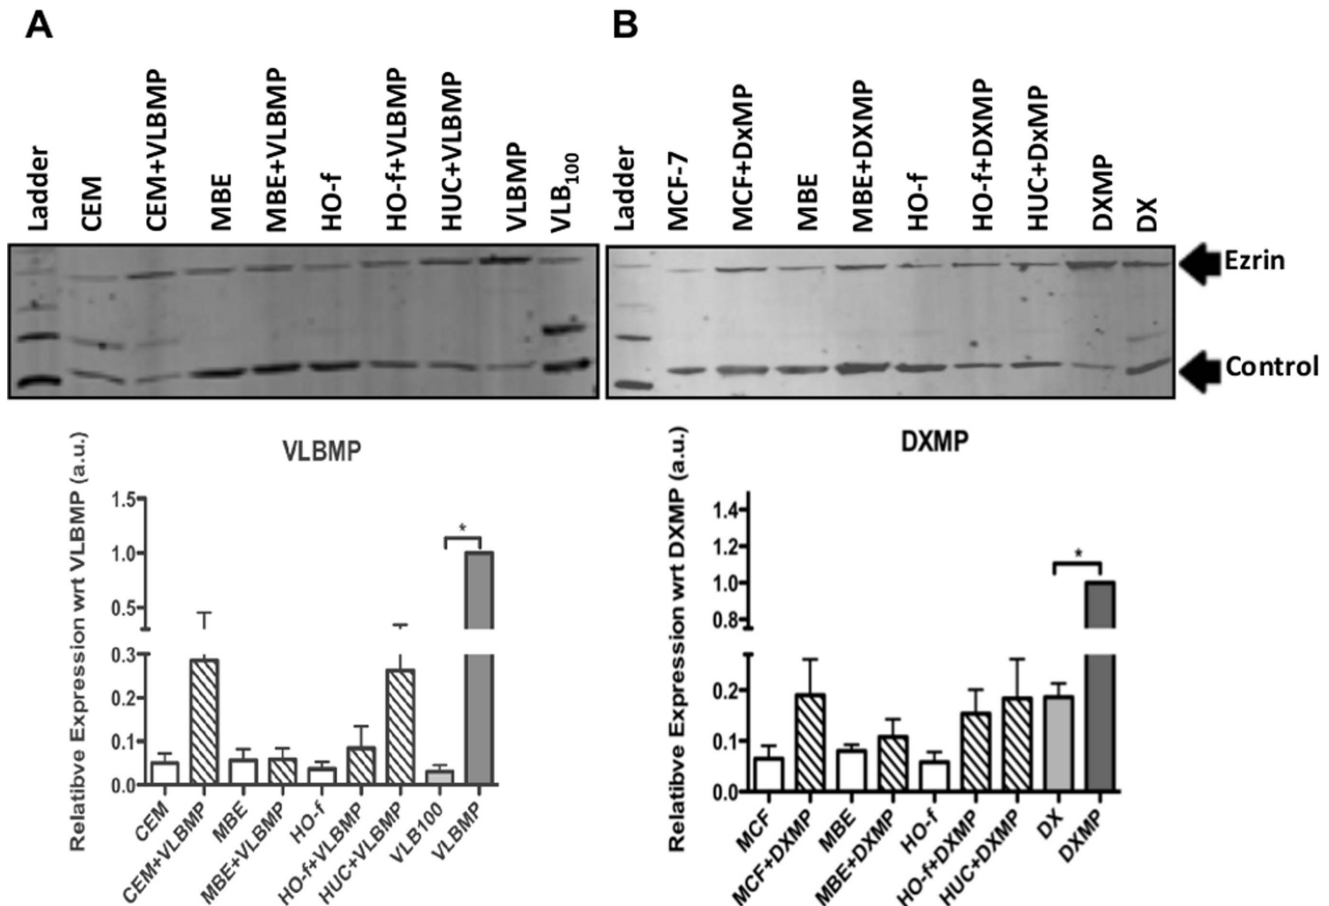 A
Ladder
CEM
CEM+VLBMP
MBE
MBE+VLBMP
HO-f
HO-f+VLBMP
HUC+VLBMP
VLBMP
VLB100
B
Ladder
MCF-7
MCF+DxMP
MBE
MBE+DXMP
HO-f
HO-f+DXMP
HUC+DxMP
DXMP
DX
Ezrin
Control
VLBMP
Relatibve Expression wrt VLBMP (a.u.)
1.5
1.0
0.5
0.3
0.2
0.1
0.0
*
CEM
CEM+VLBMP
MBE
MBE+VLBMP
HO-f
HO-f+VLBMP
HUC+VLBMP
VLB100
VLBMP
DXMP
Relatibve Expression wrt DXMP (a.u.)
1.4
1.2
1.0
0.8
0.2
0.1
0.0
*
MCF
MCF+DXMP
MBE
MBE+DXMP
HO-f
HO-f+DXMP
HUC+DXMP
DX
DXMP